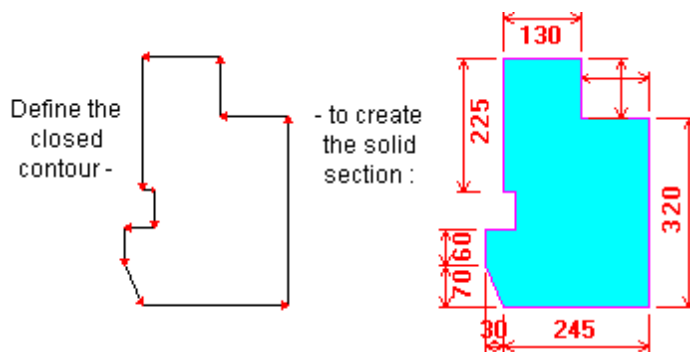 Define the
closed
contour -
- to create
the solid
section :
130
225
320
60
70
30
245